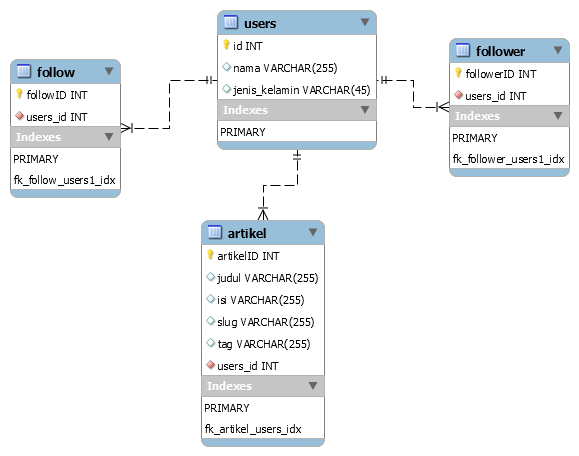 users
id INT
nama VARCHAR(255)
jenis_kelamin VARCHAR(45)
Indexes
PRIMARY
follow
followID INT
users_id INT
Indexes
PRIMARY
fk_follow_users1_idx
follower
followerID INT
users_id INT
Indexes
PRIMARY
fk_follower_users1_idx
artikel
artikelID INT
judul VARCHAR(255)
isi VARCHAR(255)
slug VARCHAR(255)
tag VARCHAR(255)
users_id INT
Indexes
PRIMARY
fk_artikel_users_idx